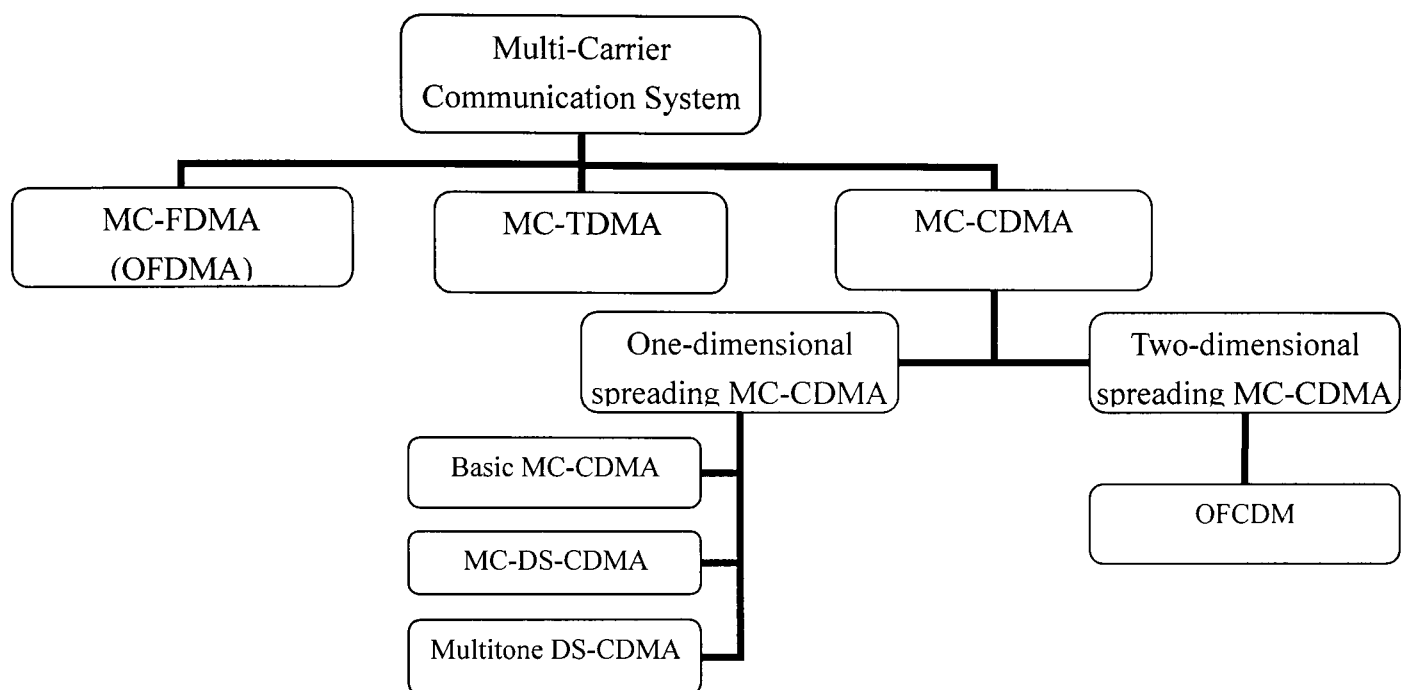 Multi-Carrier
Communication System
MC-FDMA
(OFDMA)
MC-TDMA
MC-CDMA
One-dimensional
spreading MC-CDMA
Two-dimensional
spreading MC-CDMA
Basic MC-CDMA
MC-DS-CDMA
Multitone DS-CDMA
OFCDM